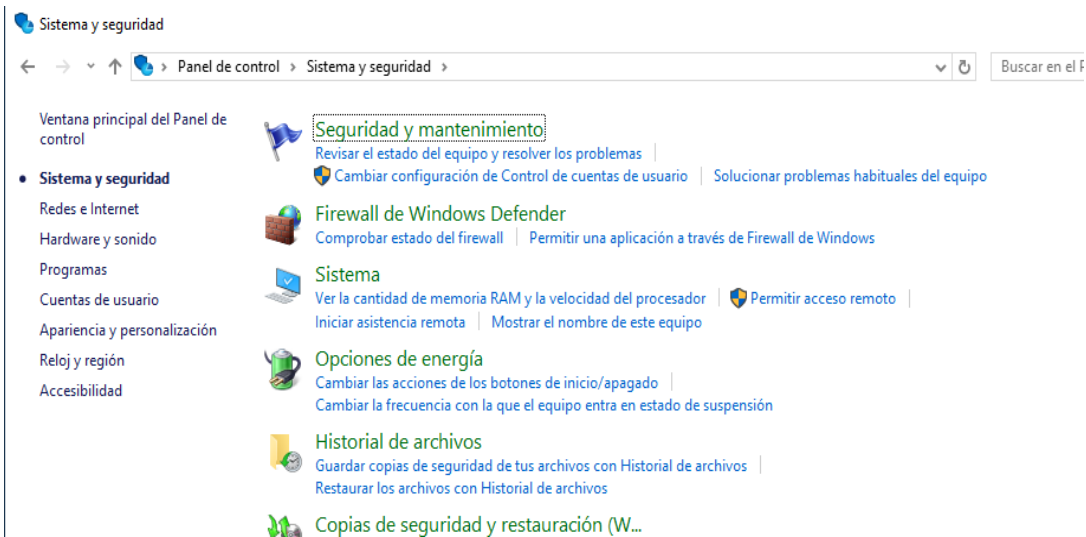 Sistema y seguridad
Panel de control > Sistema y seguridad >
Buscar en el P
Ventana principal del Panel de
control
Sistema y seguridad
Redes e Internet
Hardware y sonido
Programas
Cuentas de usuario
Apariencia y personalización
Reloj y región
Accesibilidad
Seguridad y mantenimiento
Revisar el estado del equipo y resolver los problemas
Cambiar configuración de Control de cuentas de usuario
Solucionar problemas habituales del equipo
Firewall de Windows Defender
Comprobar estado del firewall
Permitir una aplicación a través de Firewall de Windows
Sistema
Ver la cantidad de memoria RAM y la velocidad del procesador
Permitir acceso remoto
Iniciar asistencia remota
Mostrar el nombre de este equipo
Opciones de energía
Cambiar las acciones de los botones de inicio/apagado
Cambiar la frecuencia con la que el equipo entra en estado de suspensión
Historial de archivos
Guardar copias de seguridad de tus archivos con Historial de archivos
Restaurar los archivos con Historial de archivos
Copias de seguridad y restauración (W...